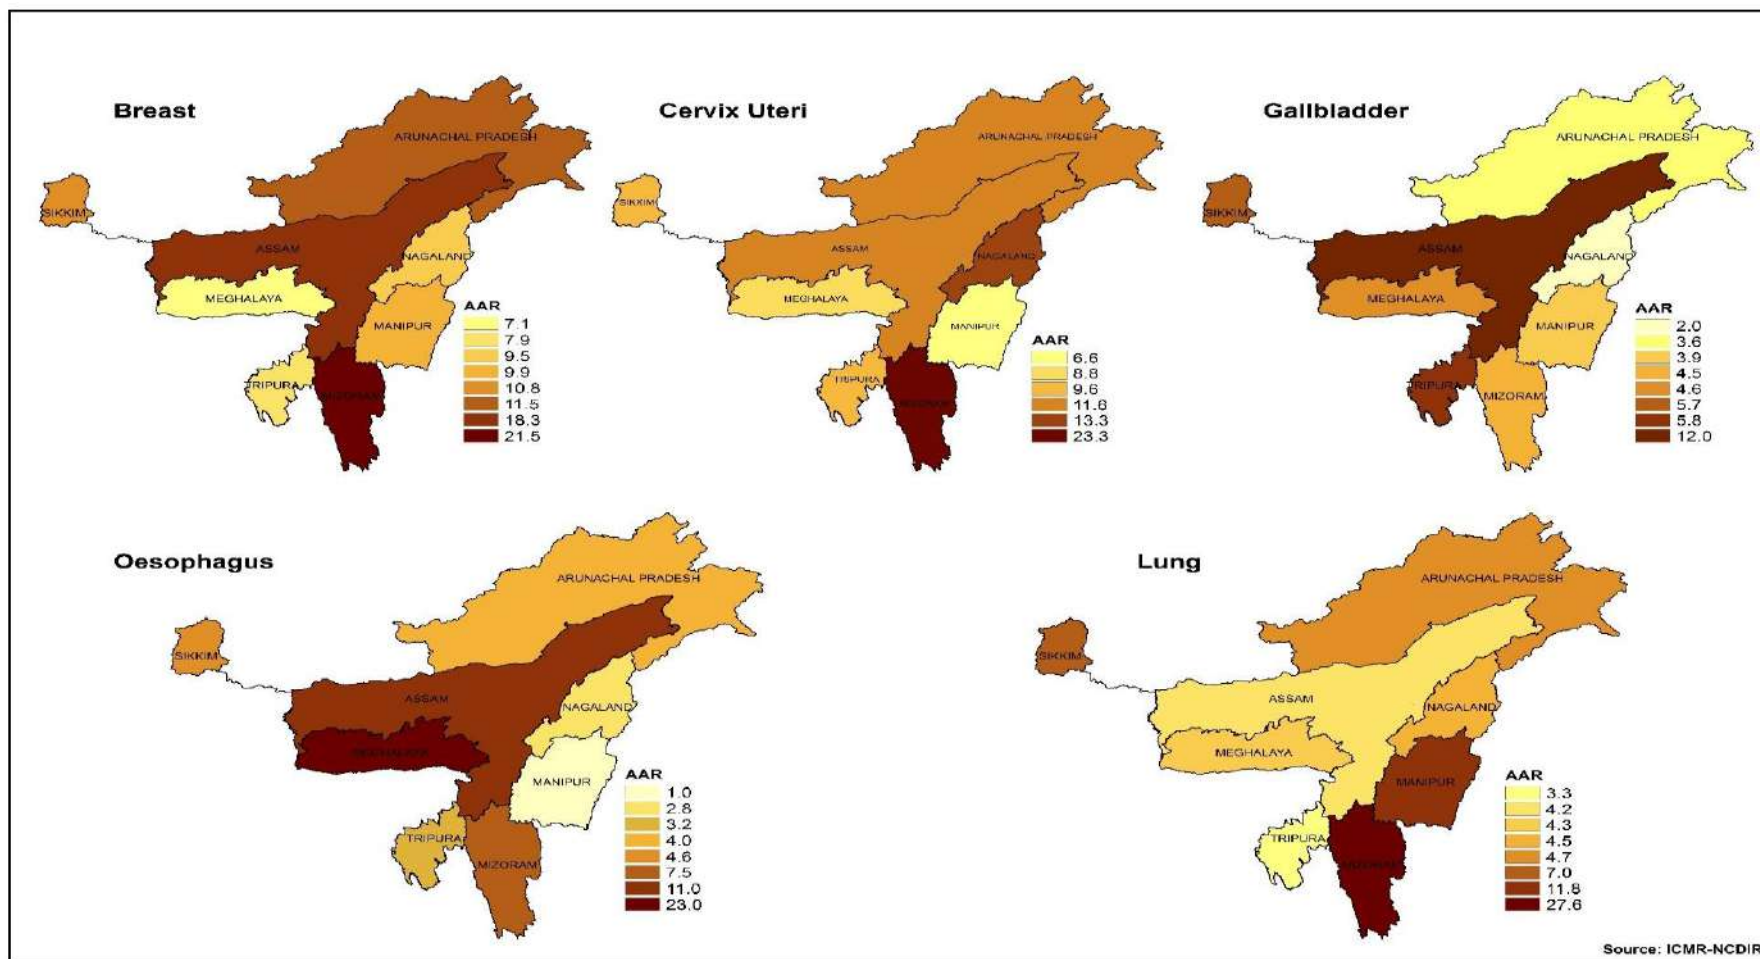 Breast
ARUNACHAL PRADESH
SIKKIM
ASSAM
NAGALAND
MEGHALAYA
MANIPUR
TRIPURA
MIZORAM
AAR
7.1
7.9
9.5
9.9
10.8
11.5
18.3
21.5
Cervix Uteri
ARUNACHAL PRADESH
SIKKIM
ASSAM
NAGALAND
MEGHALAYA
MANIPUR
TRIPURA
AAR
6.6
8.8
9.6
11.6
13.3
23.3
Gallbladder
ARUNACHAL PRADESH
SIKKIM
ASSAM
NAGALAND
MEGHALAYA
MANIPUR
TRIPURA
MIZORAM
AAR
2.0
3.6
3.9
4.5
4.6
5.7
5.8
12.0
Oesophagus
ARUNACHAL PRADESH
SIKKIM
ASSAM
NAGALAND
MEGHALAYA
MANIPUR
TRIPURA
MIZORAM
AAR
1.0
2.8
3.2
4.0
4.6
7.5
11.0
23.0
Lung
ARUNACHAL PRADESH
SIKKIM
ASSAM
NAGALAND
MEGHALAYA
MANIPUR
TRIPURA
AAR
3.3
4.2
4.3
4.5
4.7
7.0
11.8
27.6
Source: ICMR-NCDIR